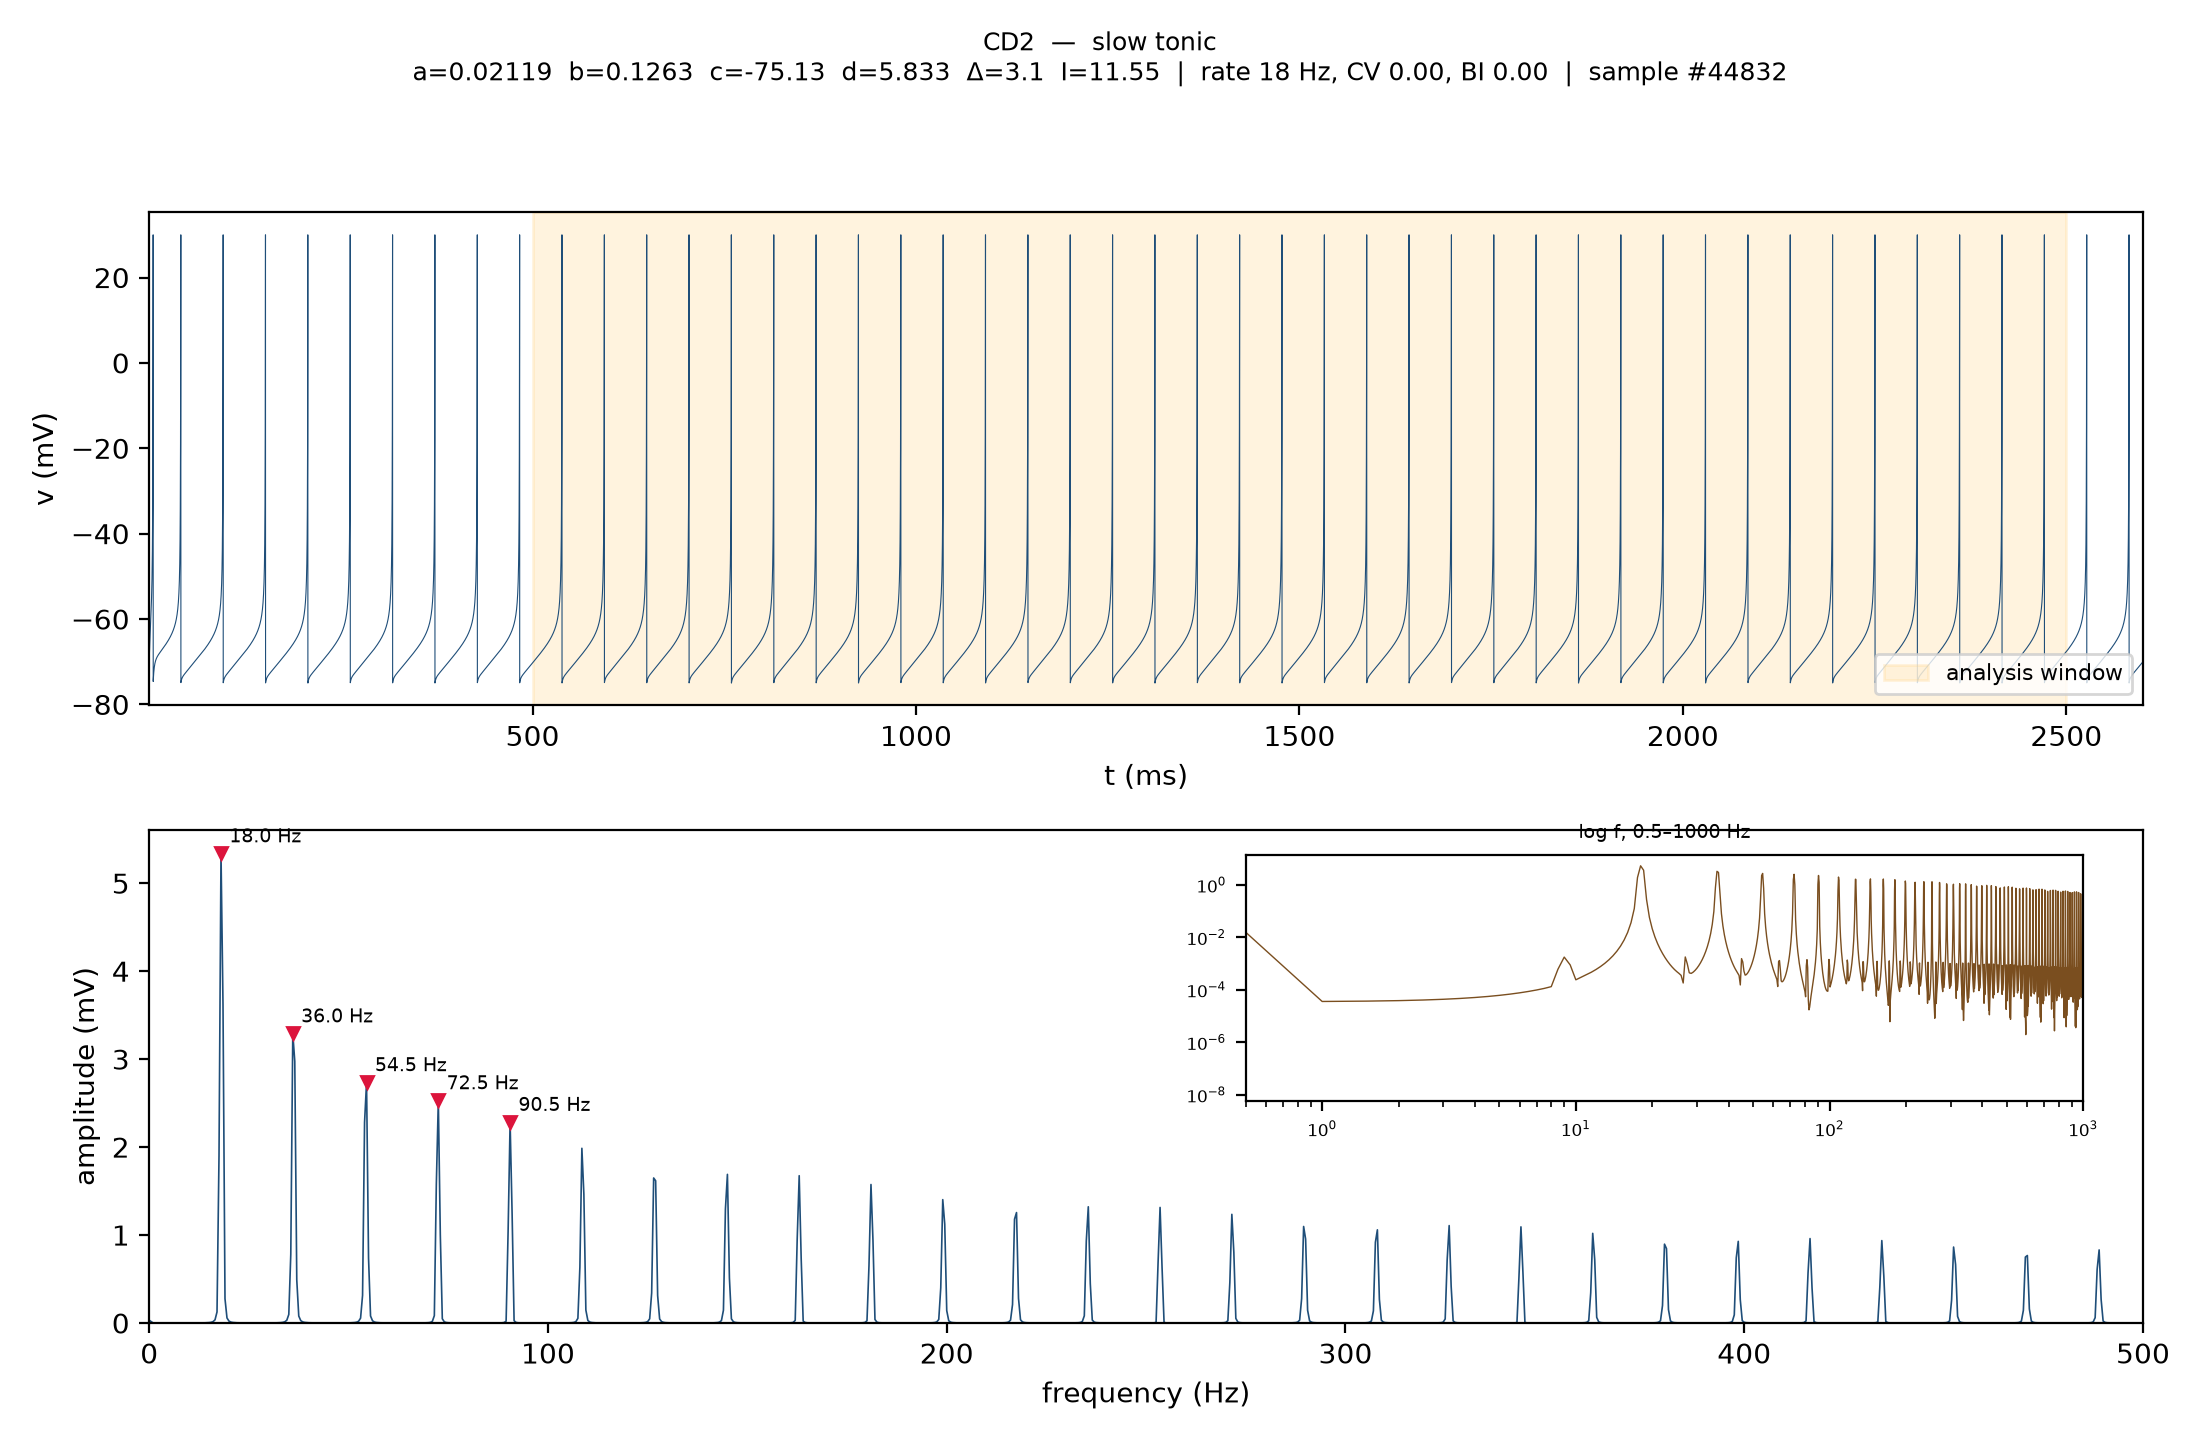 CD2 — slow tonic
a=0.02119 b=0.1263 c=-75.13 d=5.833 Δ=3.1 I=11.55 | rate 18 Hz, CV 0.00, BI 0.00 | sample #44832
20
0
−20
−40
−60
−80
v (mV)
analysis window
500
1000
1500
2000
2500
t (ms)
18.0 Hz
36.0 Hz
54.5 Hz
72.5 Hz
90.5 Hz
5
4
3
2
1
0
amplitude (mV)
log f, 0.5–1000 Hz
10⁰
10⁻²
10⁻⁴
10⁻⁶
10⁻⁸
10⁰
10¹
10²
10³
0
100
200
300
400
500
frequency (Hz)